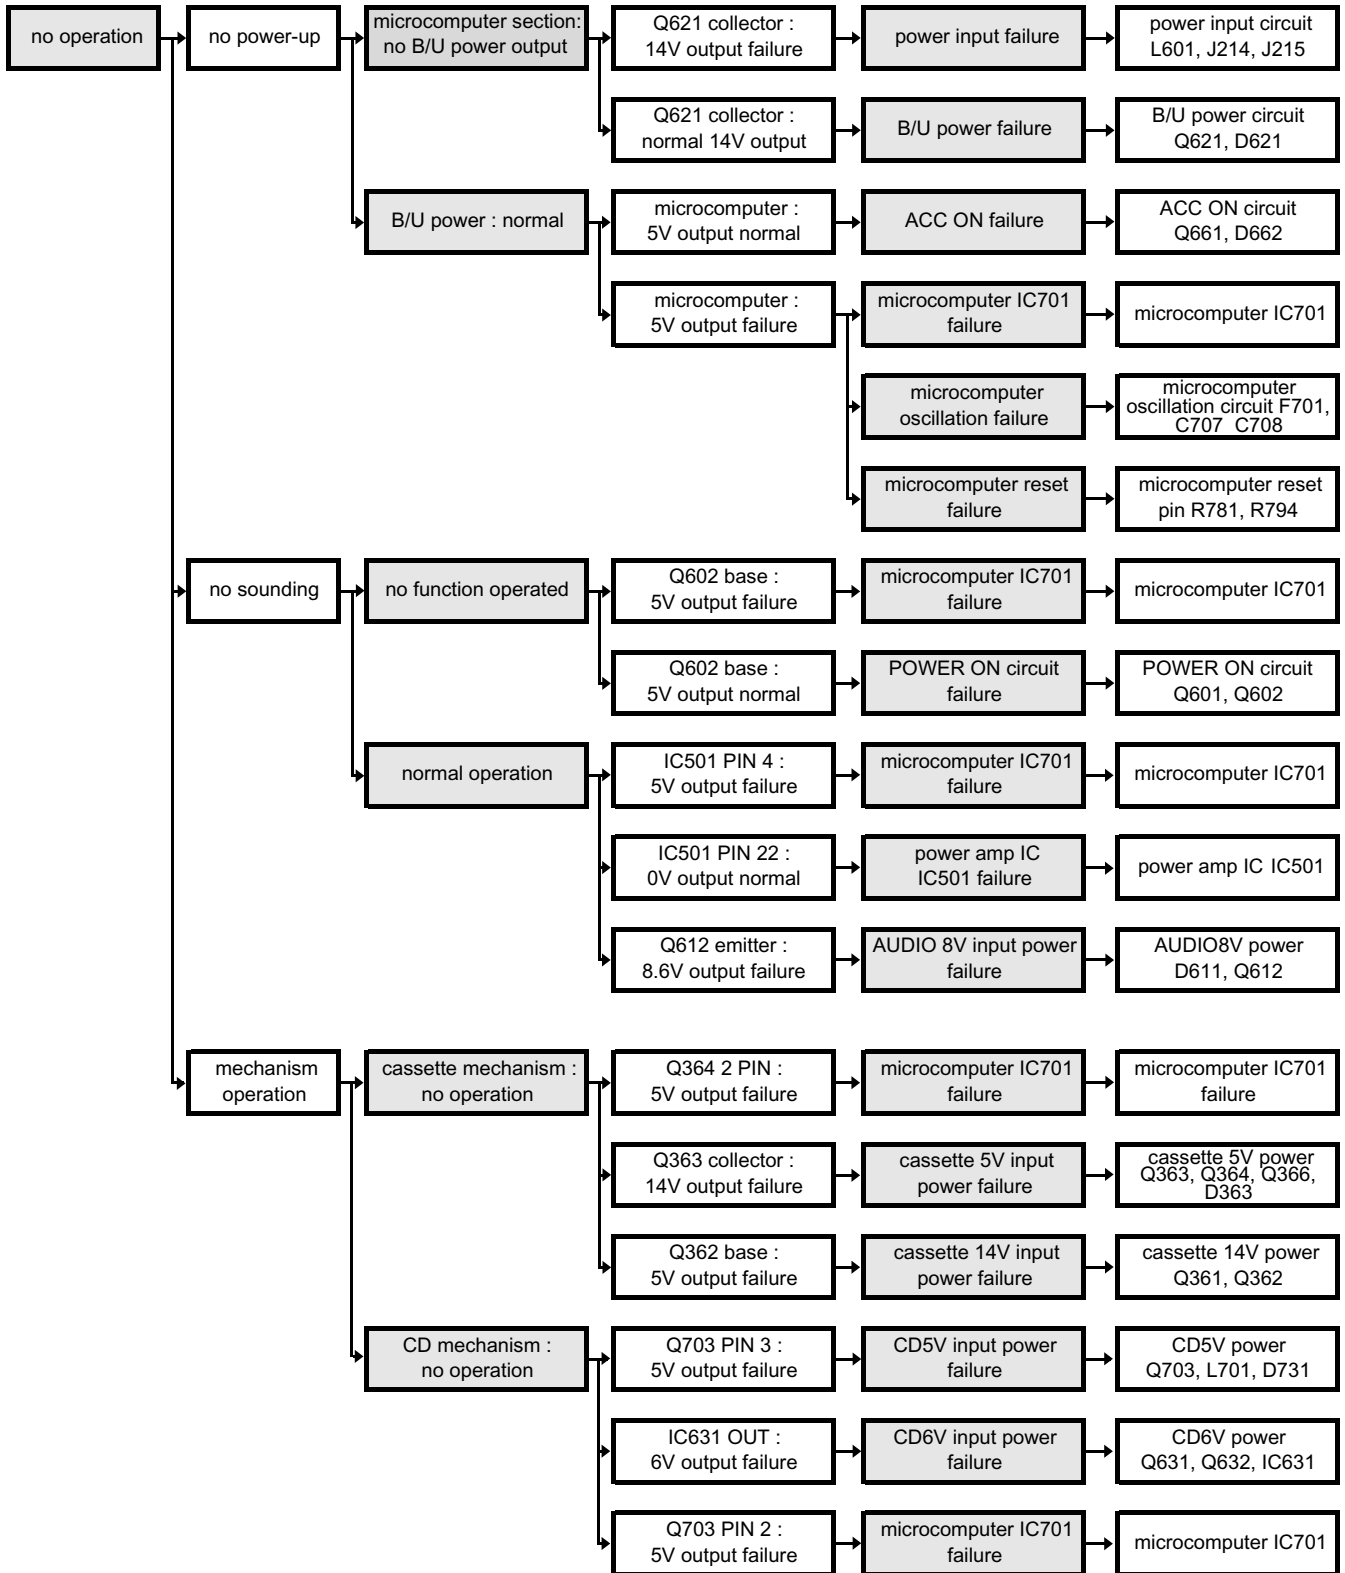 no operation
no power-up
microcomputer section:
no B/U power output
Q621 collector :
14V output failure
power input failure
power input circuit
L601, J214, J215
Q621 collector :
normal 14V output
B/U power failure
B/U power circuit
Q621, D621
B/U power : normal
microcomputer :
5V output normal
ACC ON failure
ACC ON circuit
Q661, D662
microcomputer :
5V output failure
microcomputer IC701
failure
microcomputer IC701
microcomputer
oscillation failure
microcomputer
oscillation circuit F701,
C707 C708
microcomputer reset
failure
microcomputer reset
pin R781, R794
no sounding
no function operated
Q602 base :
5V output failure
microcomputer IC701
failure
microcomputer IC701
Q602 base :
5V output normal
POWER ON circuit
failure
POWER ON circuit
Q601, Q602
normal operation
IC501 PIN 4 :
5V output failure
microcomputer IC701
failure
microcomputer IC701
IC501 PIN 22 :
0V output normal
power amp IC
IC501 failure
power amp IC IC501
Q612 emitter :
8.6V output failure
AUDIO 8V input power
failure
AUDIO8V power
D611, Q612
mechanism
operation
cassette mechanism :
no operation
Q364 2 PIN :
5V output failure
microcomputer IC701
failure
microcomputer IC701
failure
Q363 collector :
14V output failure
cassette 5V input
power failure
cassette 5V power
Q363, Q364, Q366,
D363
Q362 base :
5V output failure
cassette 14V input
power failure
cassette 14V power
Q361, Q362
CD mechanism :
no operation
Q703 PIN 3 :
5V output failure
CD5V input power
failure
CD5V power
Q703, L701, D731
IC631 OUT :
6V output failure
CD6V input power
failure
CD6V power
Q631, Q632, IC631
Q703 PIN 2 :
5V output failure
microcomputer IC701
failure
microcomputer IC701